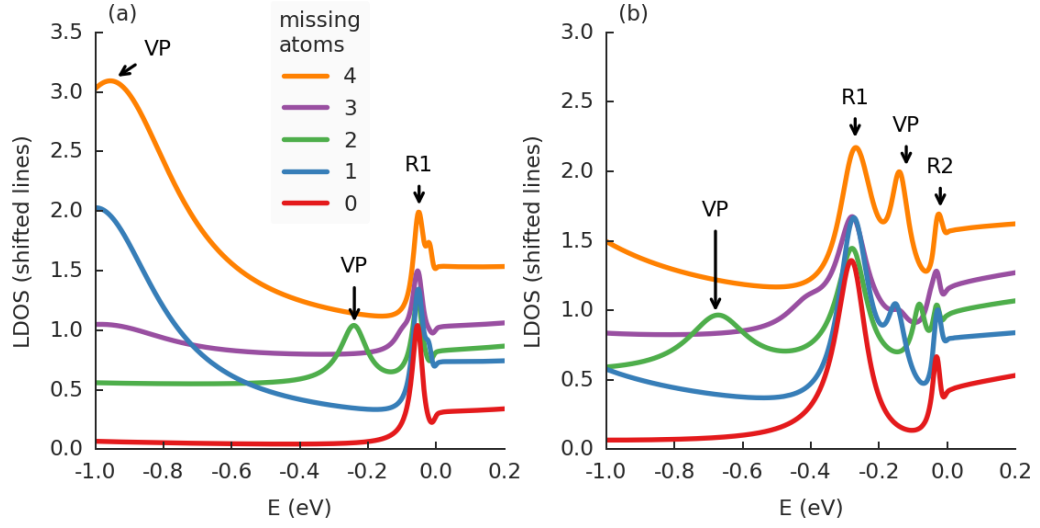 (a)
missing
atoms
4
3
2
1
0
VP
VP
R1
3.5
3.0
2.5
2.0
1.5
1.0
0.5
0.0
LDOS (shifted lines)
-1.0 -0.8 -0.6 -0.4 -0.2 0.0 0.2
E (eV)
(b)
R1
VP
R2
VP
3.0
2.5
2.0
1.5
1.0
0.5
0.0
LDOS (shifted lines)
-1.0 -0.8 -0.6 -0.4 -0.2 0.0 0.2
E (eV)